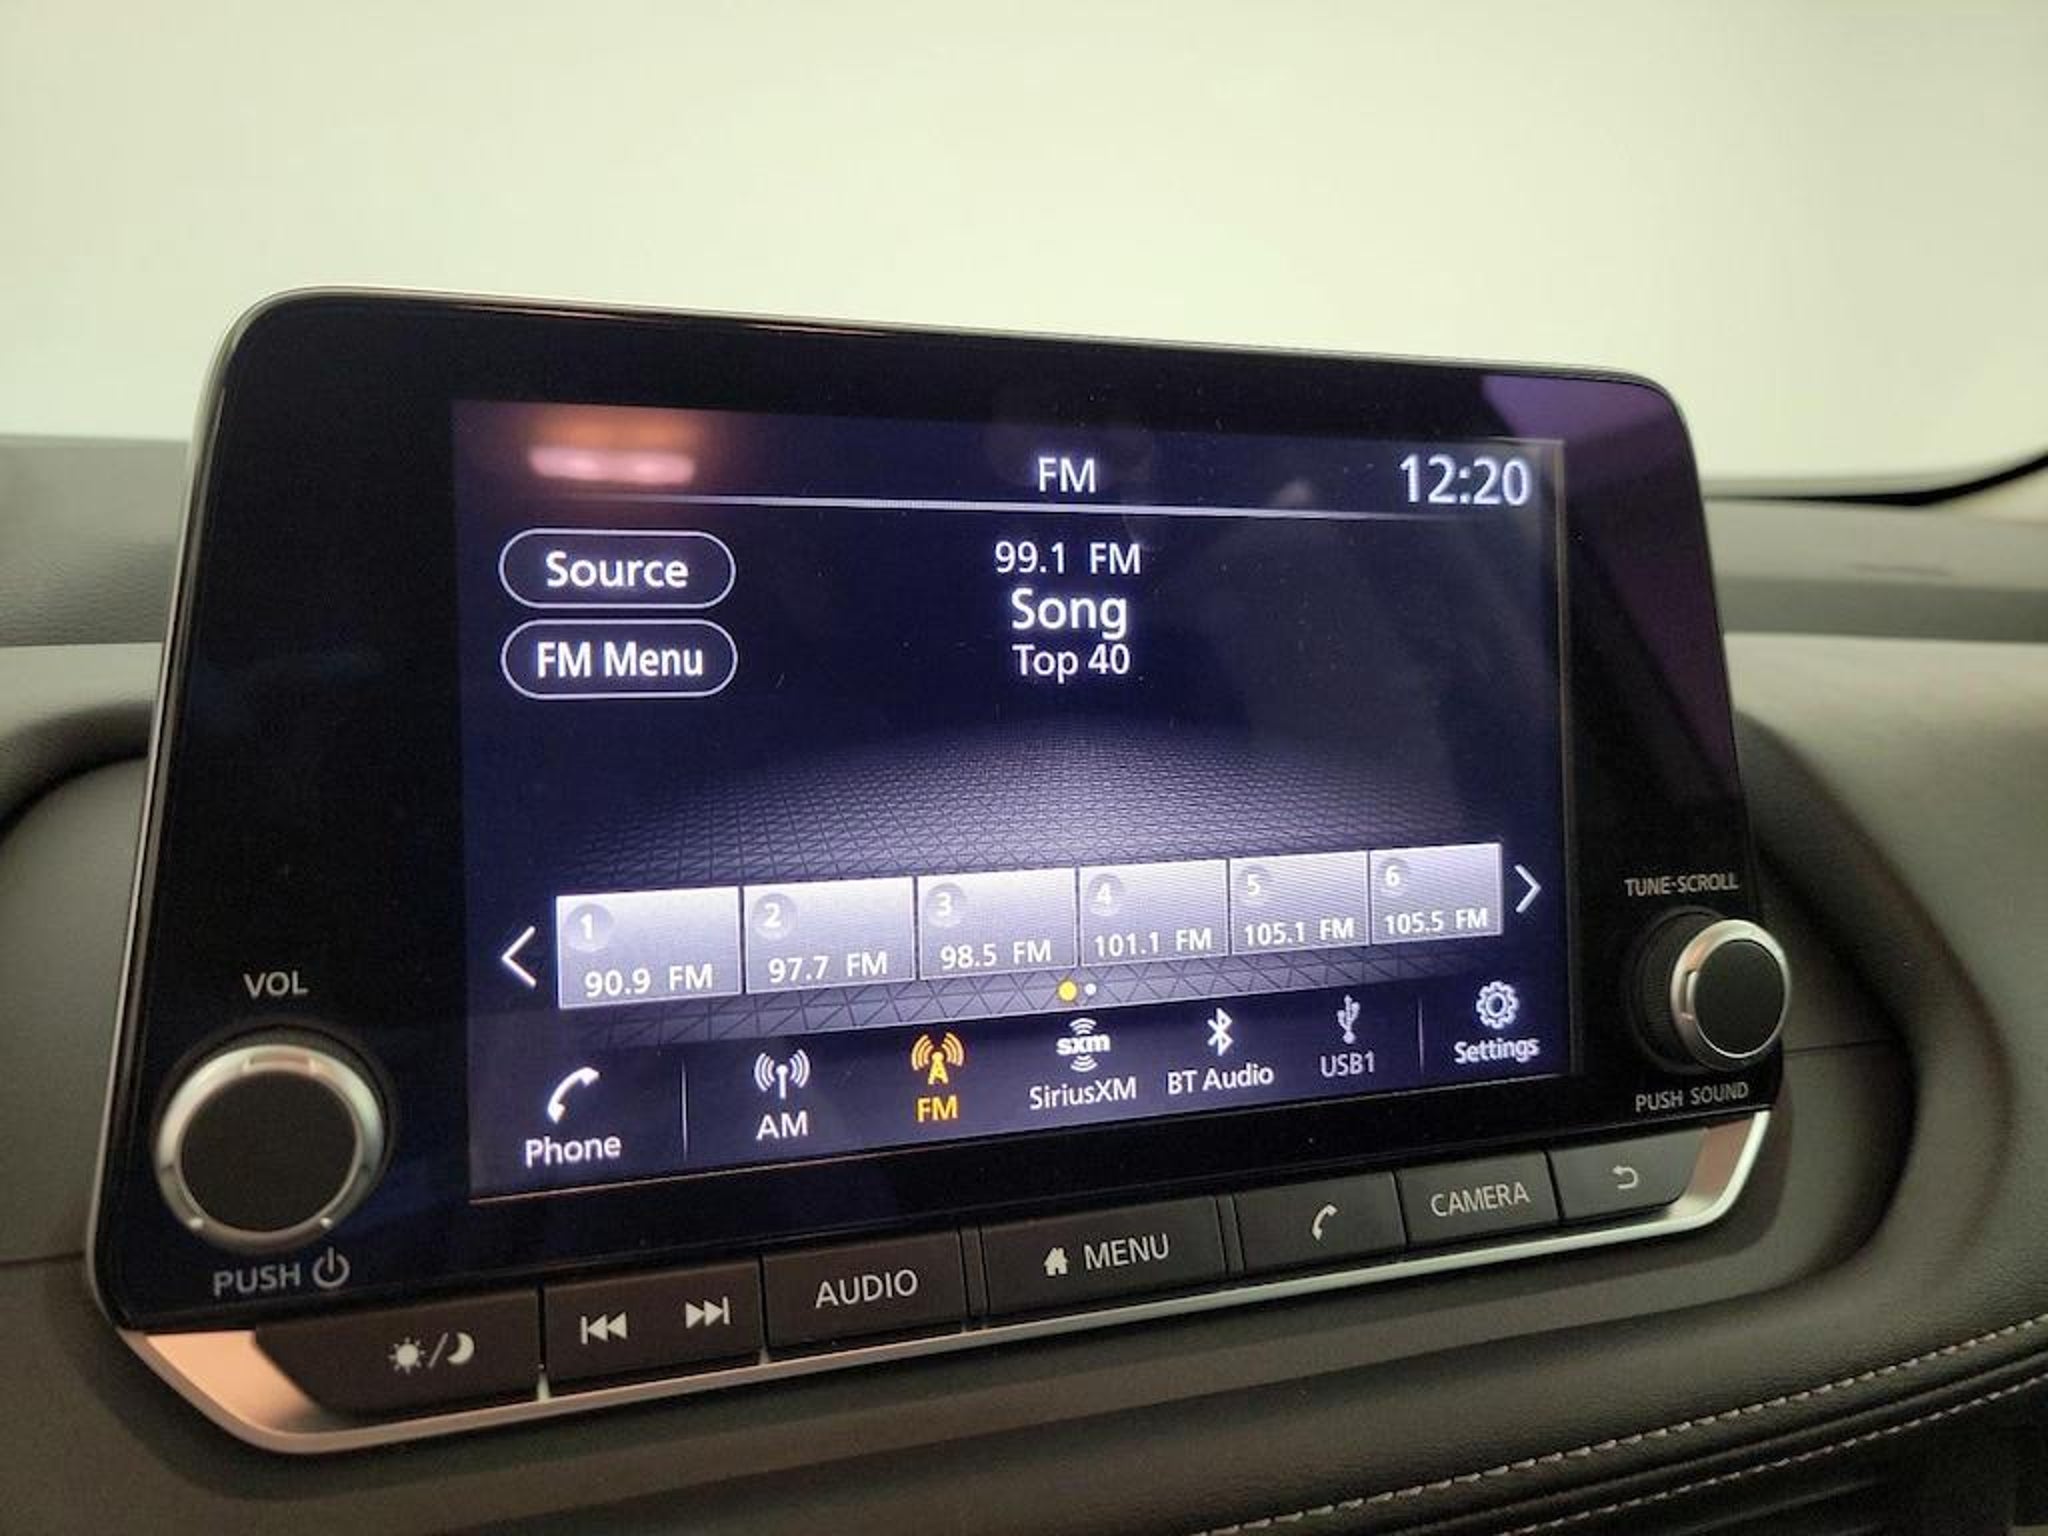 FM
12:20
Source
99.1 FM
Song
FM Menu
Top 40
1
2
3
4
5
6
90.9 FM
97.7 FM
98.5 FM
101.1 FM
105.1 FM
105.5 FM
Phone
AM
FM
sxm
SiriusXM
BT Audio
USB1
Settings
VOL
PUSH
TUNE·SCROLL
PUSH SOUND
AUDIO
MENU
CAMERA